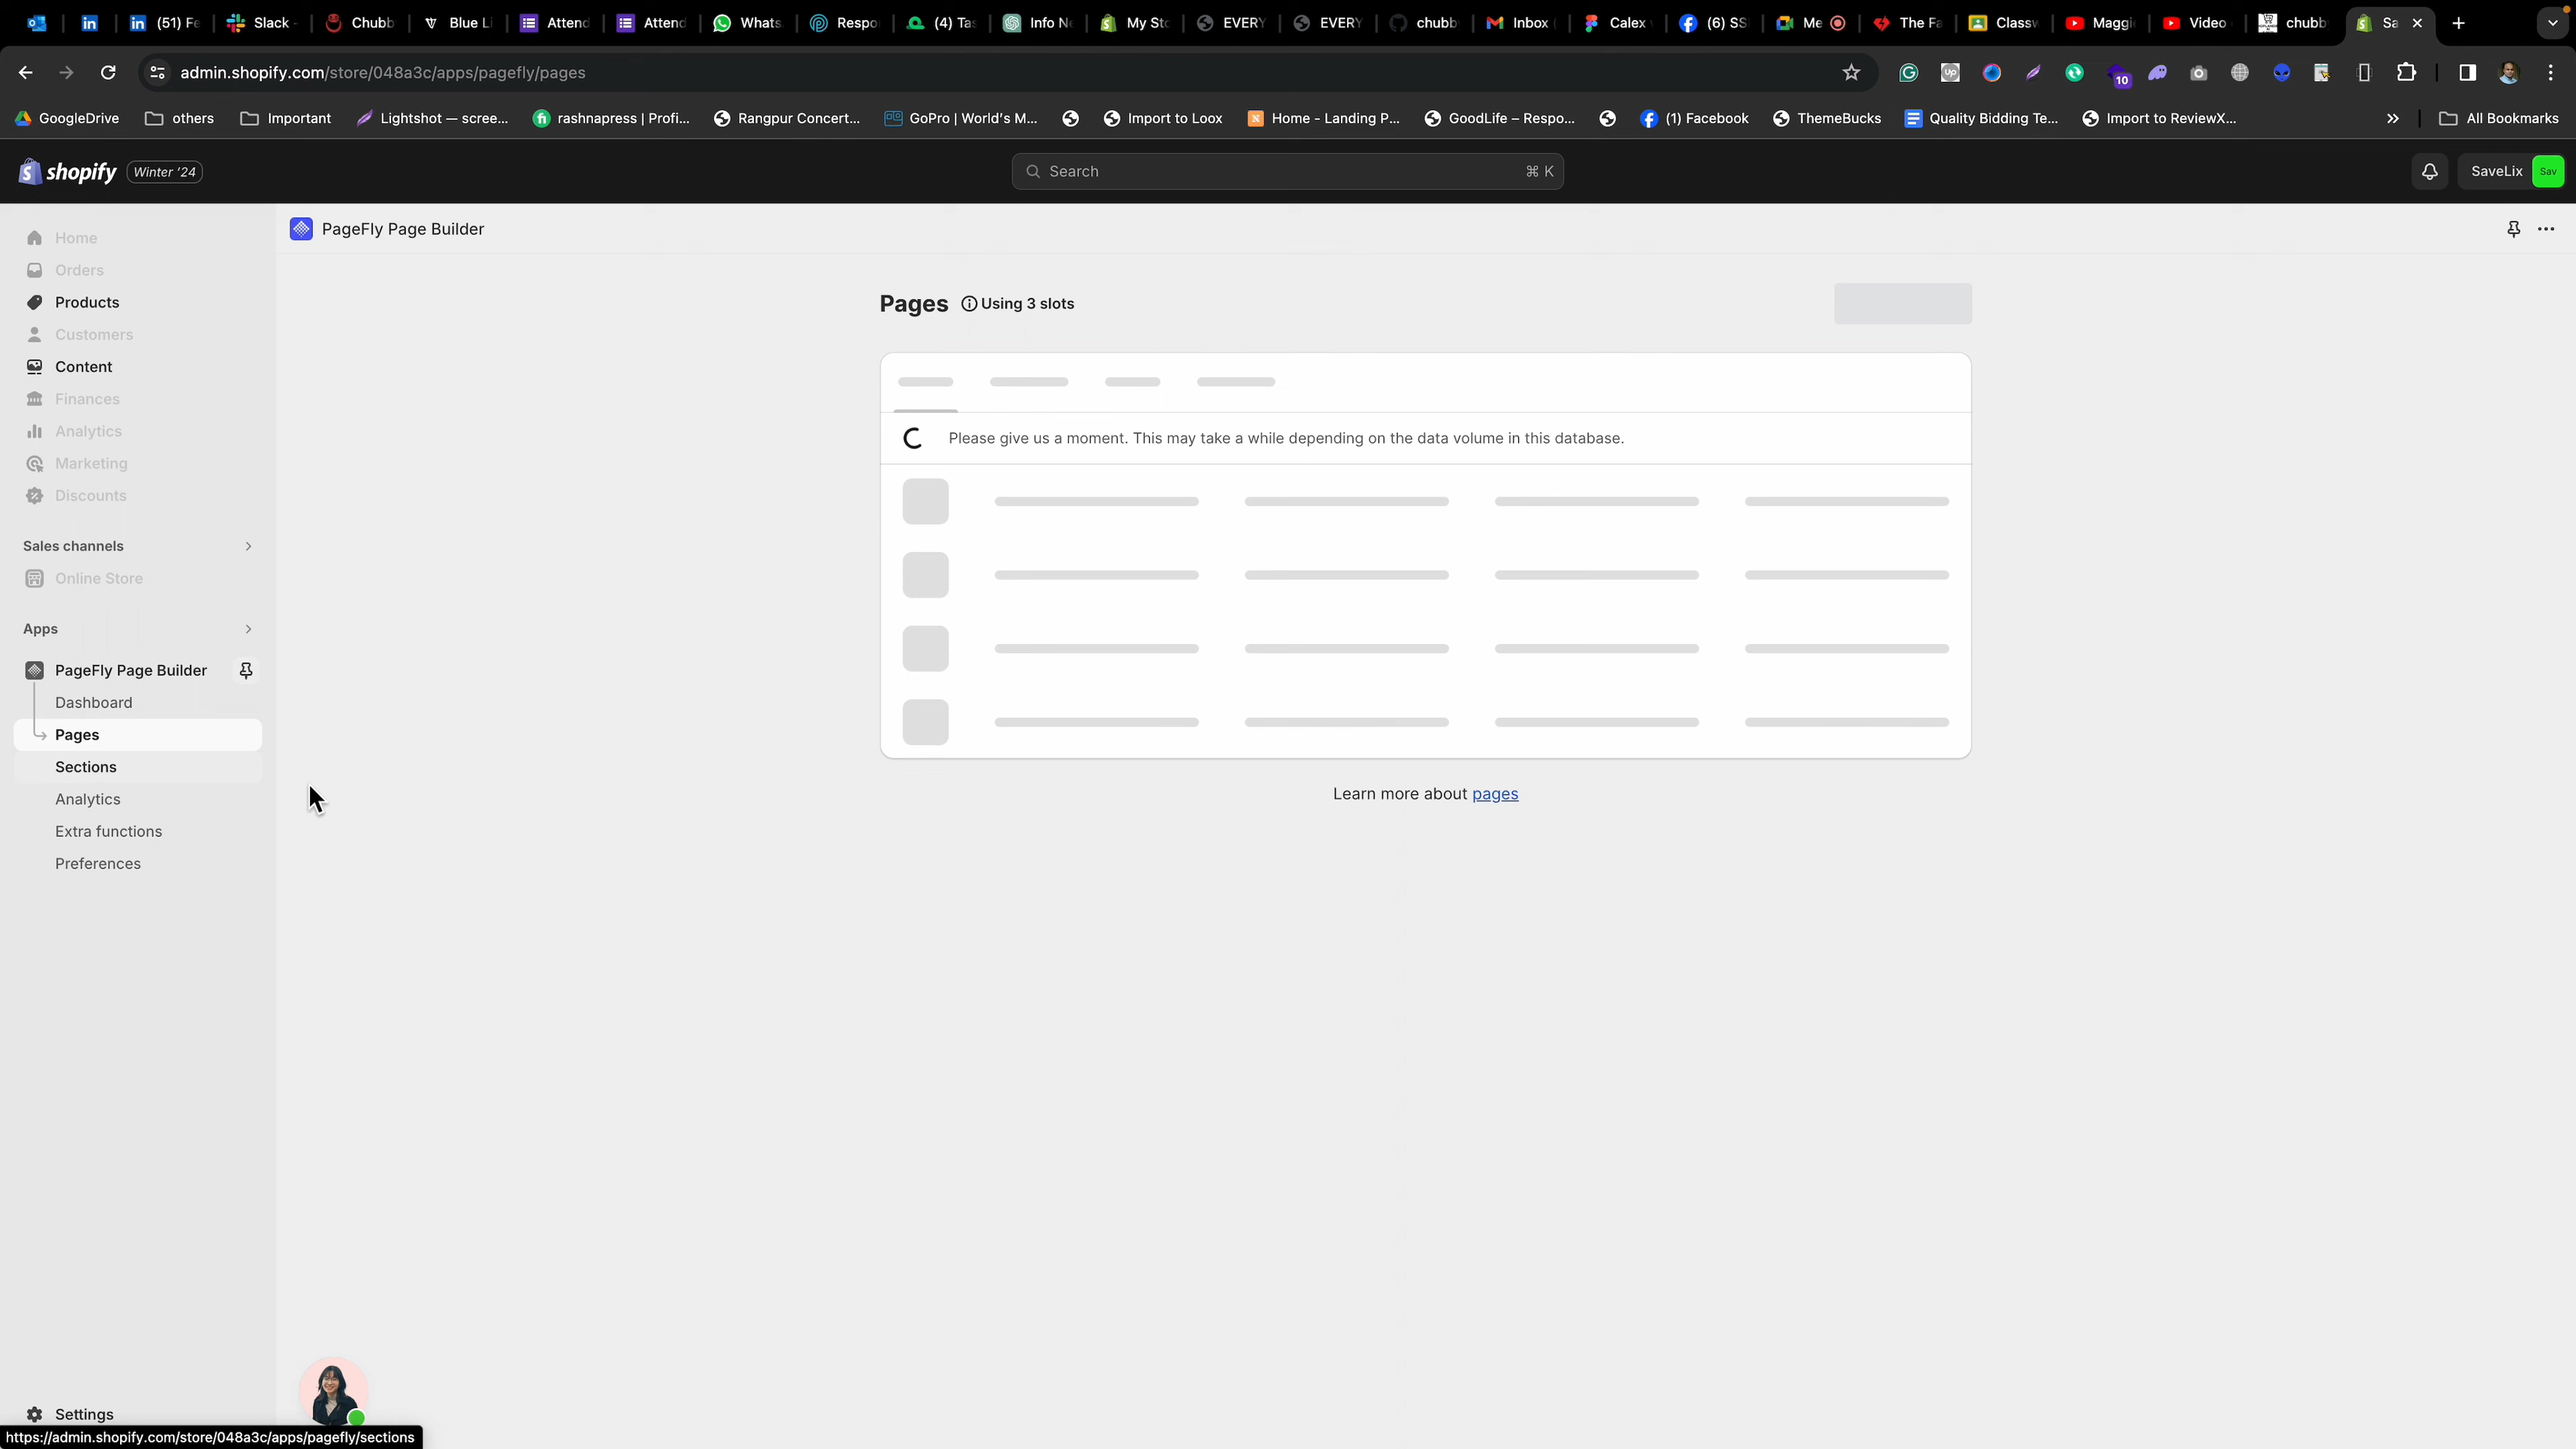 (51) Fe
Slack -
Chubb
Blue Li
Attend
Attend
Whats
Respo
(4) Tas
Info Ne
My Sto
EVERY
EVERY
chubb
Inbox (
Calex
(6) SS
Me
The Fa
Classw
Maggi
Video
chubb
Sa
admin.shopify.com/store/048a3c/apps/pagefly/pages
10
GoogleDrive
others
Important
Lightshot — scree...
rashnapress | Profi...
Rangpur Concert...
GoPro | World's M...
Import to Loox
Home - Landing P...
GoodLife – Respo...
(1) Facebook
ThemeBucks
Quality Bidding Te...
Import to ReviewX...
All Bookmarks
shopify
Winter '24
Search
⌘ K
SaveLix
Sav
Home
Orders
Products
Customers
Content
Finances
Analytics
Marketing
Discounts
Sales channels
Online Store
Apps
PageFly Page Builder
Dashboard
Pages
Sections
Analytics
Extra functions
Preferences
Settings
PageFly Page Builder
Pages Using 3 slots
Please give us a moment. This may take a while depending on the data volume in this database.
Learn more about pages
https://admin.shopify.com/store/048a3c/apps/pagefly/sections